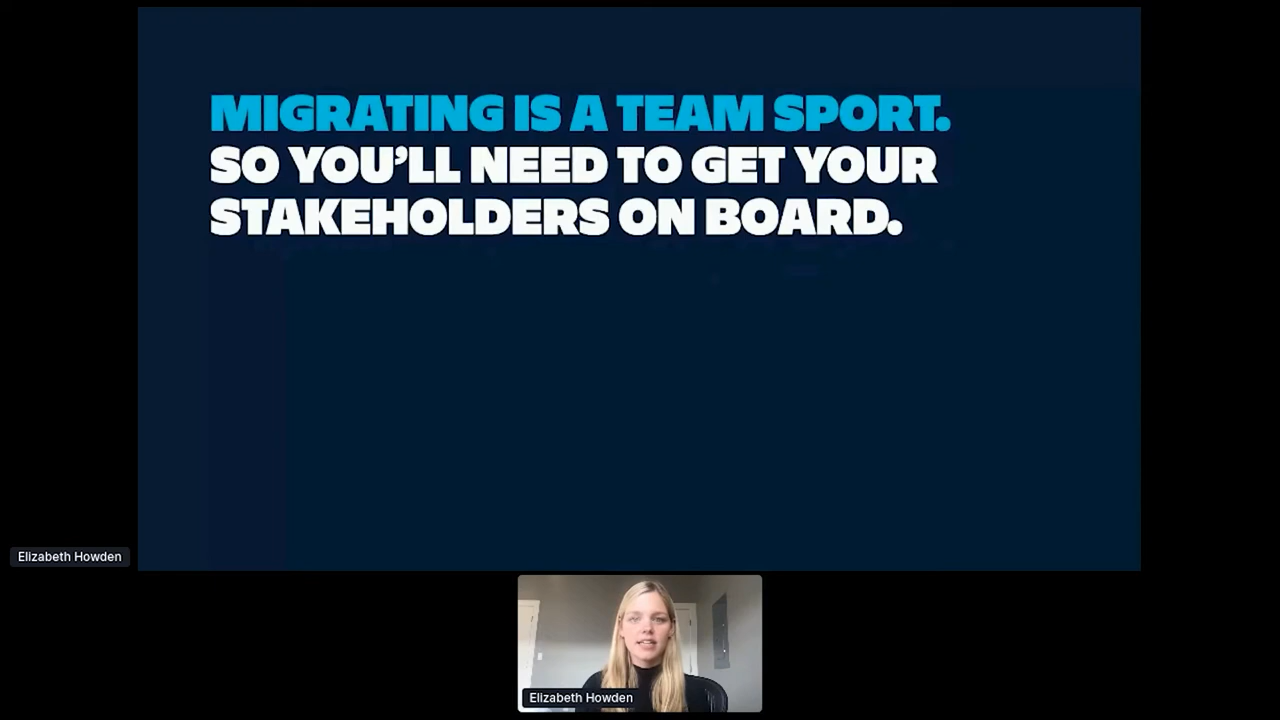 MIGRATING IS A TEAM SPORT.
SO YOU'LL NEED TO GET YOUR
STAKEHOLDERS ON BOARD.
Elizabeth Howden
Elizabeth Howden